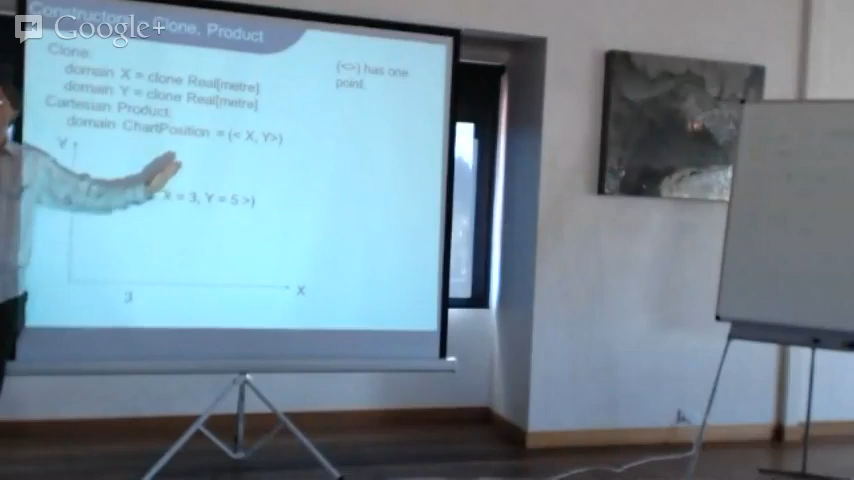 Google+
Constructors: Clone, Product
Clone:
domain X = clone Real[metre]
domain Y = clone Real[metre]
Cartesian Product:
domain ChartPosition = (< X, Y>)
(<>) has one
point.
Y
X = 3, Y = 5 >)
X
3